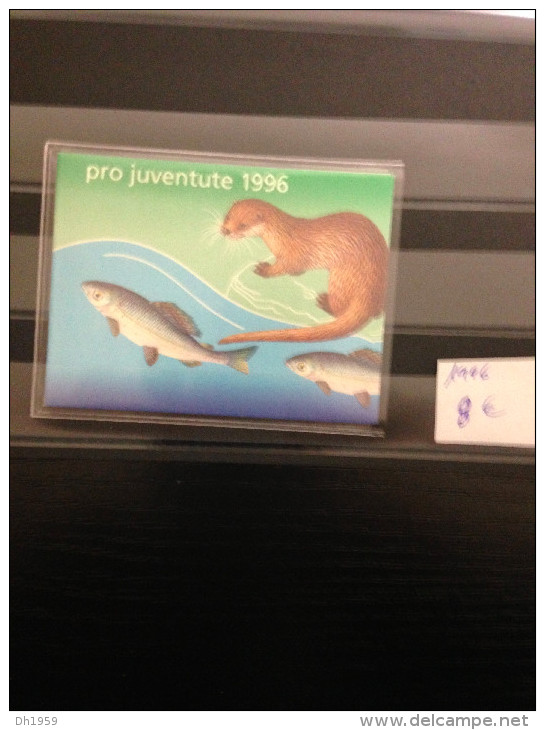 pro juventute 1996
8 €
Dh1959
www.delcampe.net